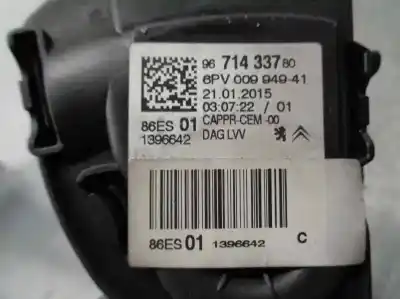 96 714 337 80
6PV 009 949-41
21.01.2015
03:07:22 / 01
86ES 01 CAPPR-CEM -00
1396642 DAG LVV
86ES 01 1396642 C